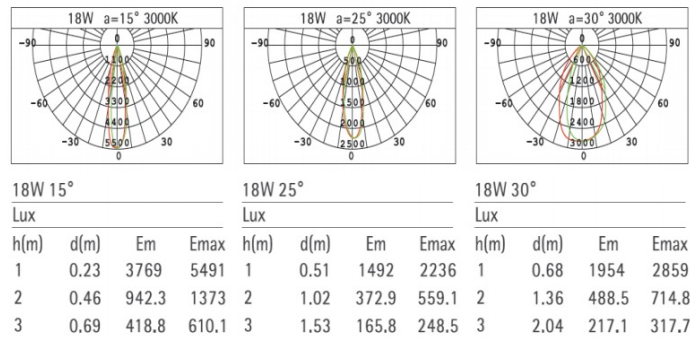 18W a=15° 3000K
0
-90 90
1100
2200
-60 60
3300
4400
-30 30
5500
0
18W 15°
Lux
h(m) d(m) Em Emax
1 0.23 3769 5491
2 0.46 942.3 1373
3 0.69 418.8 610.1
18W a=25° 3000K
0
-90 90
500
1000
-60 60
1500
2000
-30 30
2500
0
18W 25°
Lux
h(m) d(m) Em Emax
1 0.51 1492 2236
2 1.02 372.9 559.1
3 1.53 165.8 248.5
18W a=30° 3000K
0
-90 90
600
1200
-60 60
1800
2400
-30 30
3000
0
18W 30°
Lux
h(m) d(m) Em Emax
1 0.68 1954 2859
2 1.36 488.5 714.8
3 2.04 217.1 317.7